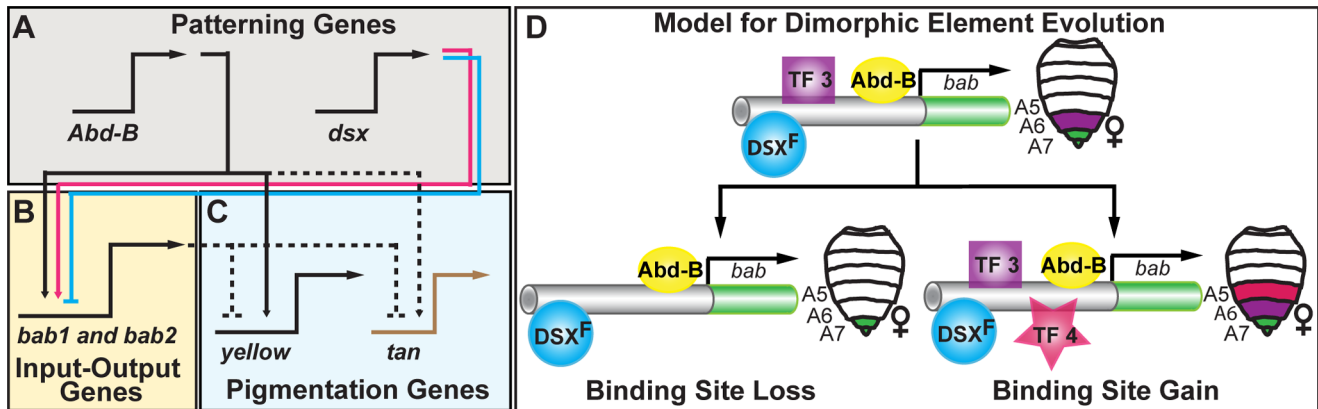 A
Patterning Genes
Abd-B
dsx
B
bab1 and bab2
Input-Output
Genes
C
yellow
tan
Pigmentation Genes
D
Model for Dimorphic Element Evolution
TF 3
Abd-B
bab
DSXF
A5
A6
A7
♀
Abd-B
bab
DSXF
A5
A6
A7
♀
Binding Site Loss
TF 3
Abd-B
bab
DSXF
TF 4
A5
A6
A7
♀
Binding Site Gain